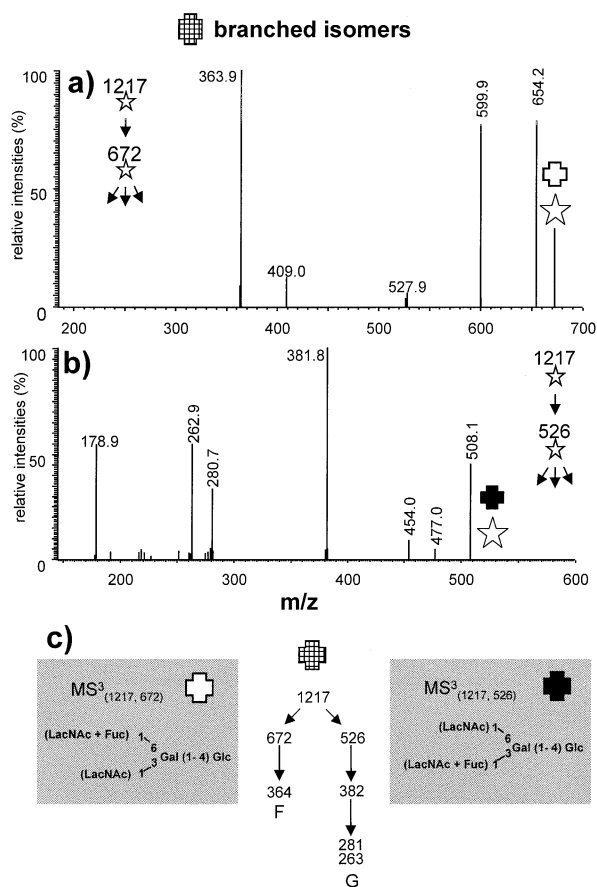 branched isomers
a)
relative intensities (%)
100
50
0
1217
672
363.9
409.0
527.9
599.9
654.2
200 300 400 500 600 700
b)
relative intensities (%)
100
50
0
178.9
262.9
280.7
381.8
454.0
477.0
508.1
1217
526
200 300 400 500 600
m/z
c)
MS3(1217, 672)
(LacNAc + Fuc) 1
6
3 Gal (1- 4) Glc
(LacNAc) 1
1217
672 526
364 382
F
281
263
G
MS3(1217, 526)
(LacNAc) 1
6
3 Gal (1- 4) Glc
(LacNAc + Fuc) 1